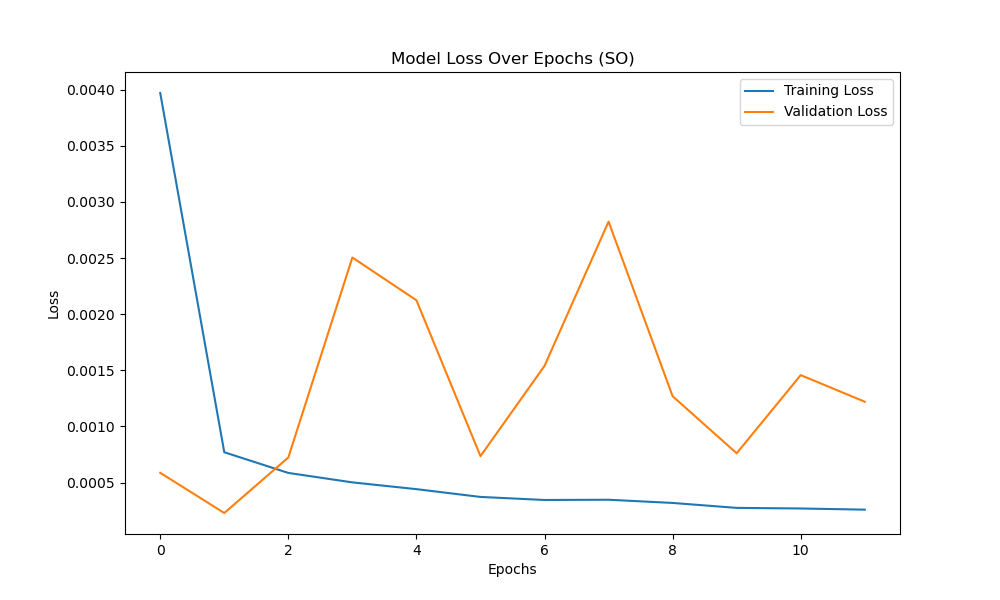 Model Loss Over Epochs (SO)
Training Loss
Validation Loss
0.0040
0.0035
0.0030
0.0025
0.0020
0.0015
0.0010
0.0005
Loss
0 2 4 6 8 10
Epochs